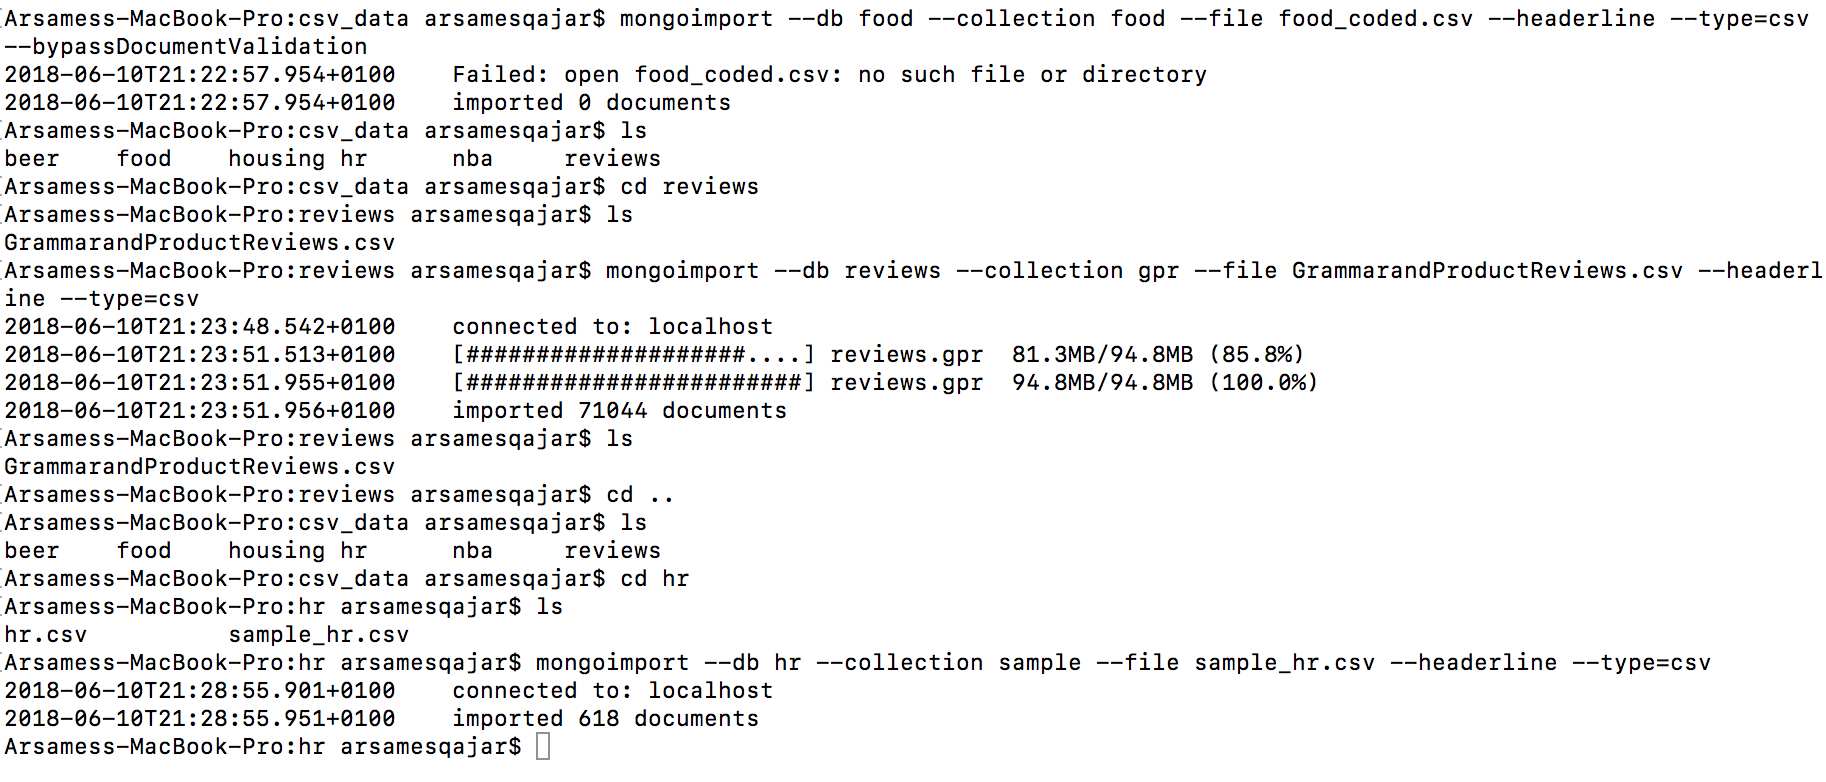 Arsamess-MacBook-Pro:csv_data arsamesqajar$ mongoimport --db food --collection food --file food_coded.csv --headerline --type=csv
--bypassDocumentValidation
2018-06-10T21:22:57.954+0100    Failed: open food_coded.csv: no such file or directory
2018-06-10T21:22:57.954+0100    imported 0 documents
Arsamess-MacBook-Pro:csv_data arsamesqajar$ ls
beer    food    housing hr      nba     reviews
Arsamess-MacBook-Pro:csv_data arsamesqajar$ cd reviews
Arsamess-MacBook-Pro:reviews arsamesqajar$ ls
GrammarandProductReviews.csv
Arsamess-MacBook-Pro:reviews arsamesqajar$ mongoimport --db reviews --collection gpr --file GrammarandProductReviews.csv --headerl
ine --type=csv
2018-06-10T21:23:48.542+0100    connected to: localhost
2018-06-10T21:23:51.513+0100    [####################....] reviews.gpr  81.3MB/94.8MB (85.8%)
2018-06-10T21:23:51.955+0100    [########################] reviews.gpr  94.8MB/94.8MB (100.0%)
2018-06-10T21:23:51.956+0100    imported 71044 documents
Arsamess-MacBook-Pro:reviews arsamesqajar$ ls
GrammarandProductReviews.csv
Arsamess-MacBook-Pro:reviews arsamesqajar$ cd ..
Arsamess-MacBook-Pro:csv_data arsamesqajar$ ls
beer    food    housing hr      nba     reviews
Arsamess-MacBook-Pro:csv_data arsamesqajar$ cd hr
Arsamess-MacBook-Pro:hr arsamesqajar$ ls
hr.csv          sample_hr.csv
Arsamess-MacBook-Pro:hr arsamesqajar$ mongoimport --db hr --collection sample --file sample_hr.csv --headerline --type=csv
2018-06-10T21:28:55.901+0100    connected to: localhost
2018-06-10T21:28:55.951+0100    imported 618 documents
Arsamess-MacBook-Pro:hr arsamesqajar$